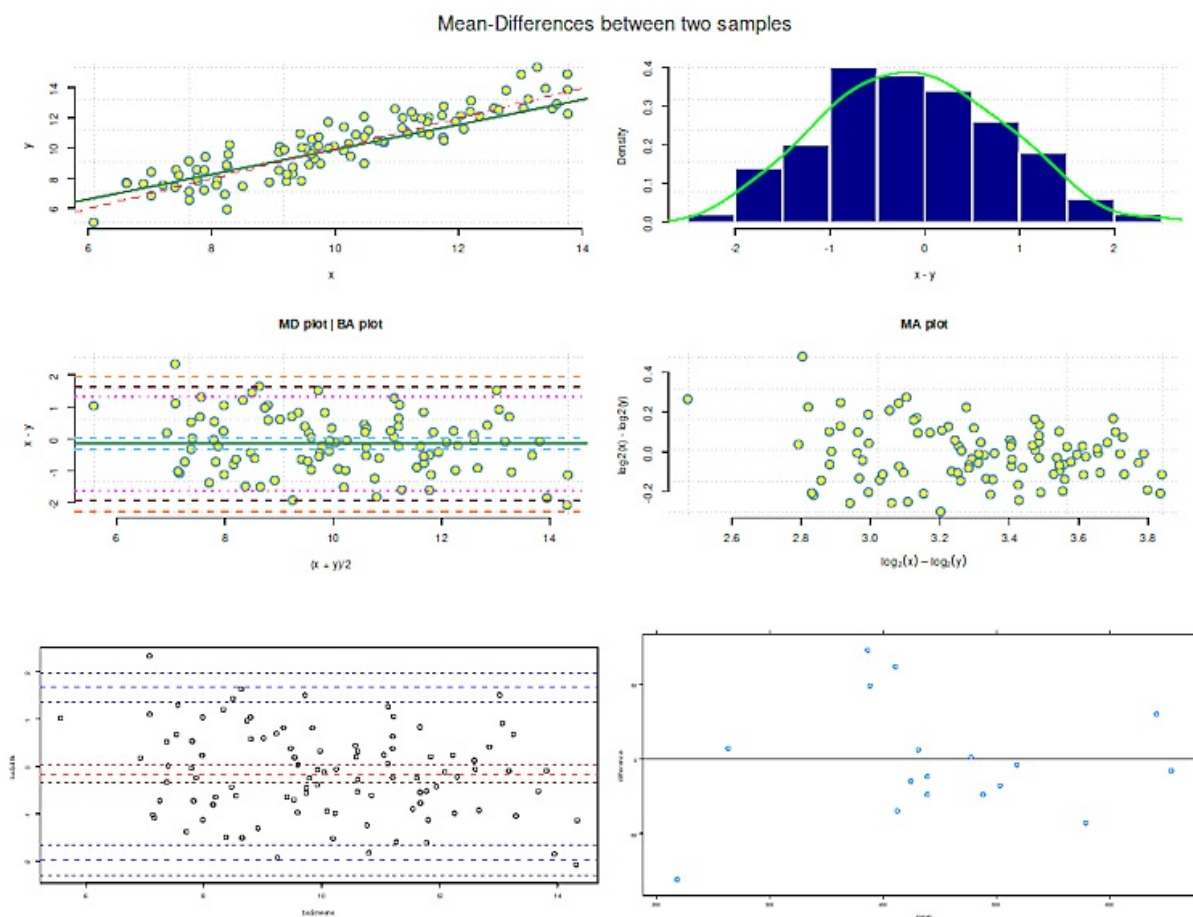 Mean-Differences between two samples
y
14
12
10
8
6
6 8 10 12 14
x
Density
0.4
0.3
0.2
0.1
0.0
-2 -1 0 1 2
x - y
MD plot | BA plot
x - y
2
1
0
-1
-2
6 8 10 12 14
(x + y)/2
MA plot
log2(x) - log2(y)
0.4
0.2
0.0
-0.2
2.6 2.8 3.0 3.2 3.4 3.6 3.8
log₂(x) − log₂(y)
6 8 10 12 14
difference